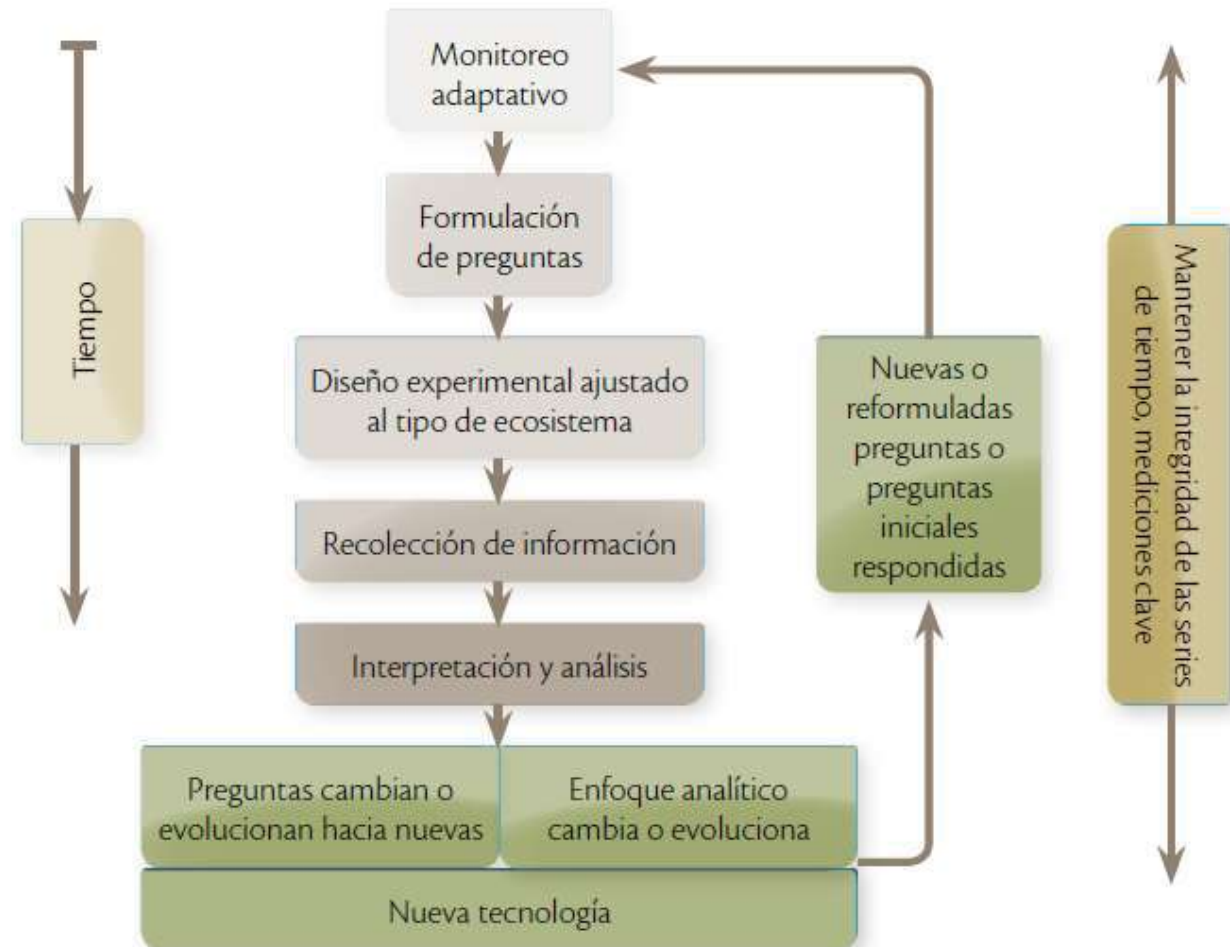 Monitoreo
adaptativo
Formulación
de preguntas
Tiempo
Diseño experimental ajustado
al tipo de ecosistema
Recolección de información
Interpretación y análisis
Preguntas cambian o
evolucionan hacia nuevas
Enfoque analítico
cambia o evoluciona
Nueva tecnología
Nuevas o
reformuladas
preguntas o
preguntas
iniciales
respondidas
Mantener la integridad de las series
de tiempo, mediciones clave